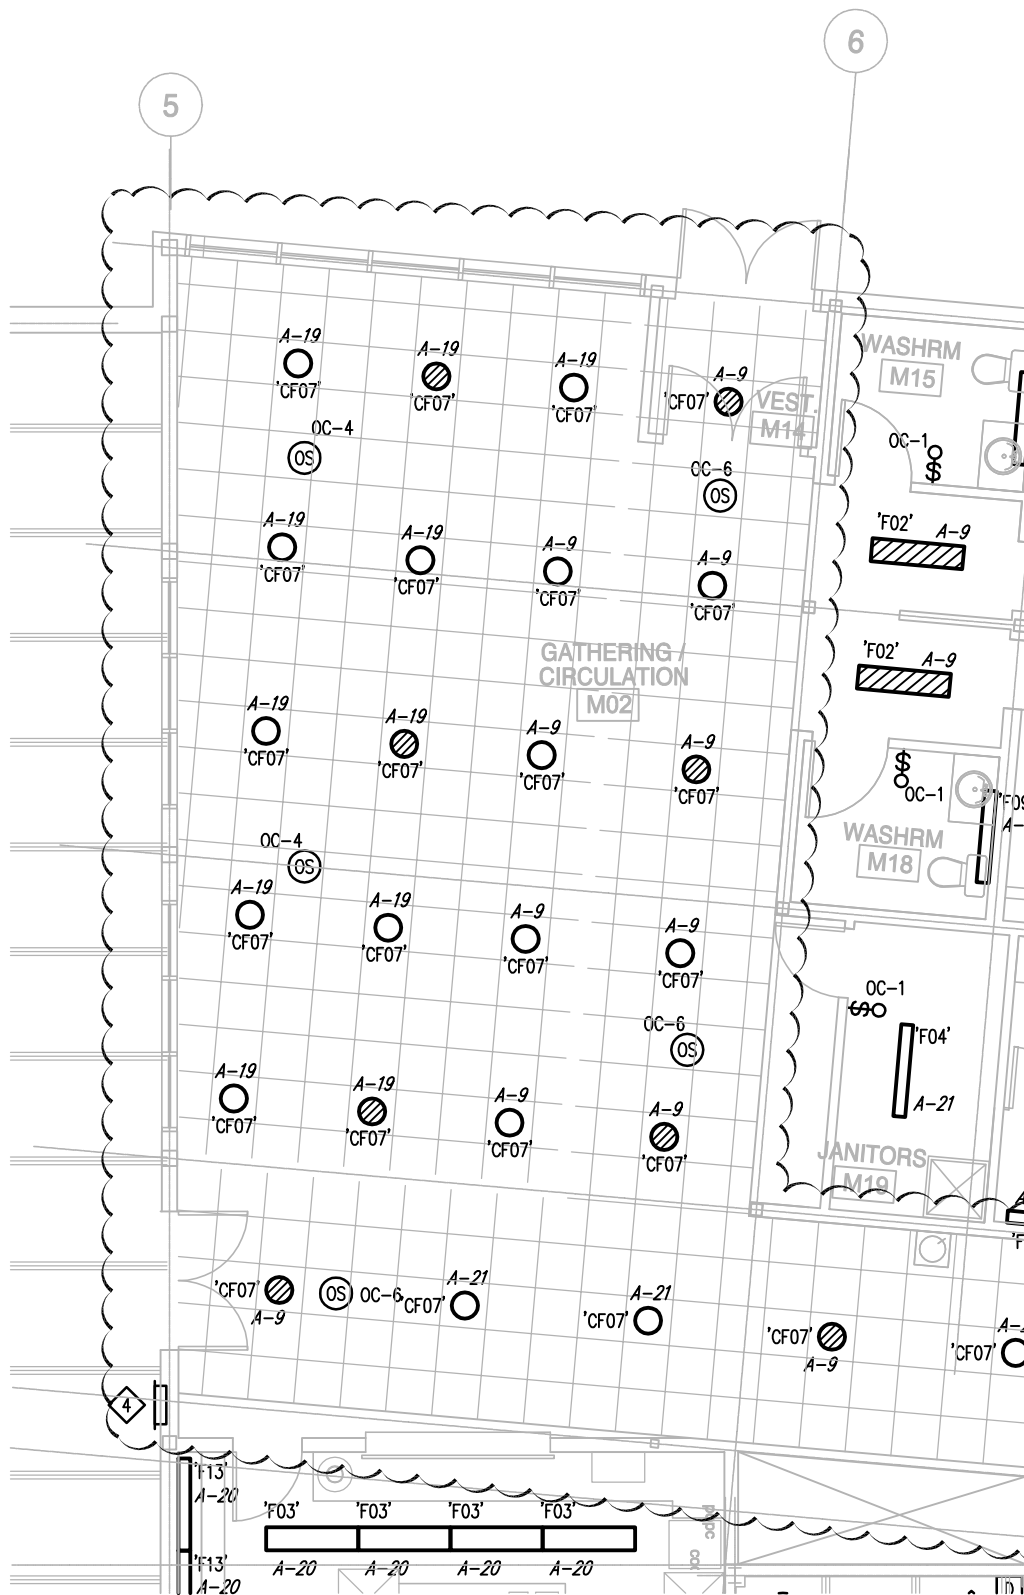 6
5
A-19
'CF07'
A-19
'CF07'
A-19
'CF07'
A-9
'CF07'
VEST.
M14
WASHRM
M15
OC-4
OS
OC-6
OS
OC-1
$
'F02'
A-9
A-19
'CF07'
A-19
'CF07'
A-9
'CF07'
A-9
'CF07'
GATHERING /
CIRCULATION
M02
'F02'
A-9
A-19
'CF07'
A-19
'CF07'
A-9
'CF07'
A-9
'CF07'
$
OC-1
'F09
A-
WASHRM
M18
OC-4
OS
A-19
'CF07'
A-19
'CF07'
A-9
'CF07'
A-9
'CF07'
OC-1
$
'F04'
A-21
OC-6
OS
A-19
'CF07'
A-19
'CF07'
A-9
'CF07'
A-9
'CF07'
JANITORS
M19
'CF07'
A-9
OS
OC-6
A-21
'CF07'
A-21
'CF07'
'CF07'
A-9
'CF07'
4
'F13'
A-20
'F03'
'F03'
'F03'
'F03'
A-20
A-20
A-20
A-20
'F13'
A-20